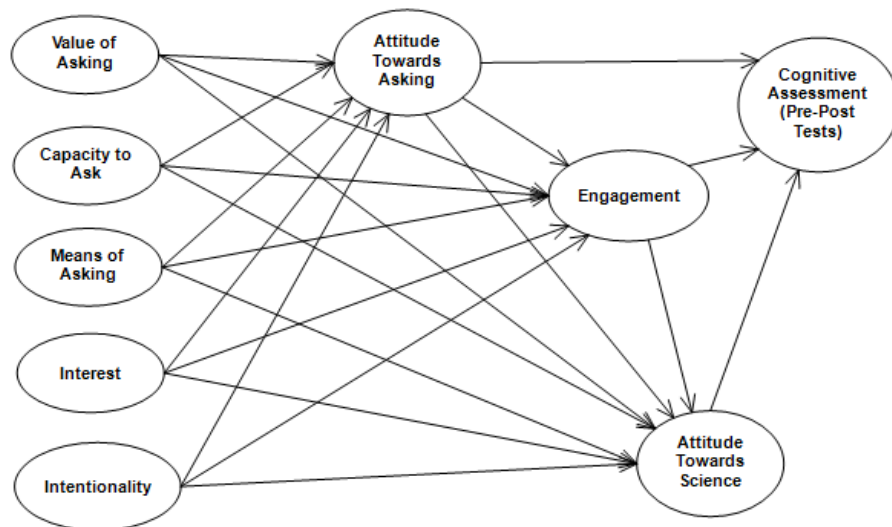 Value of
Asking
Capacity to
Ask
Means of
Asking
Interest
Intentionality
Attitude
Towards
Asking
Engagement
Attitude
Towards
Science
Cognitive
Assessment
(Pre-Post
Tests)